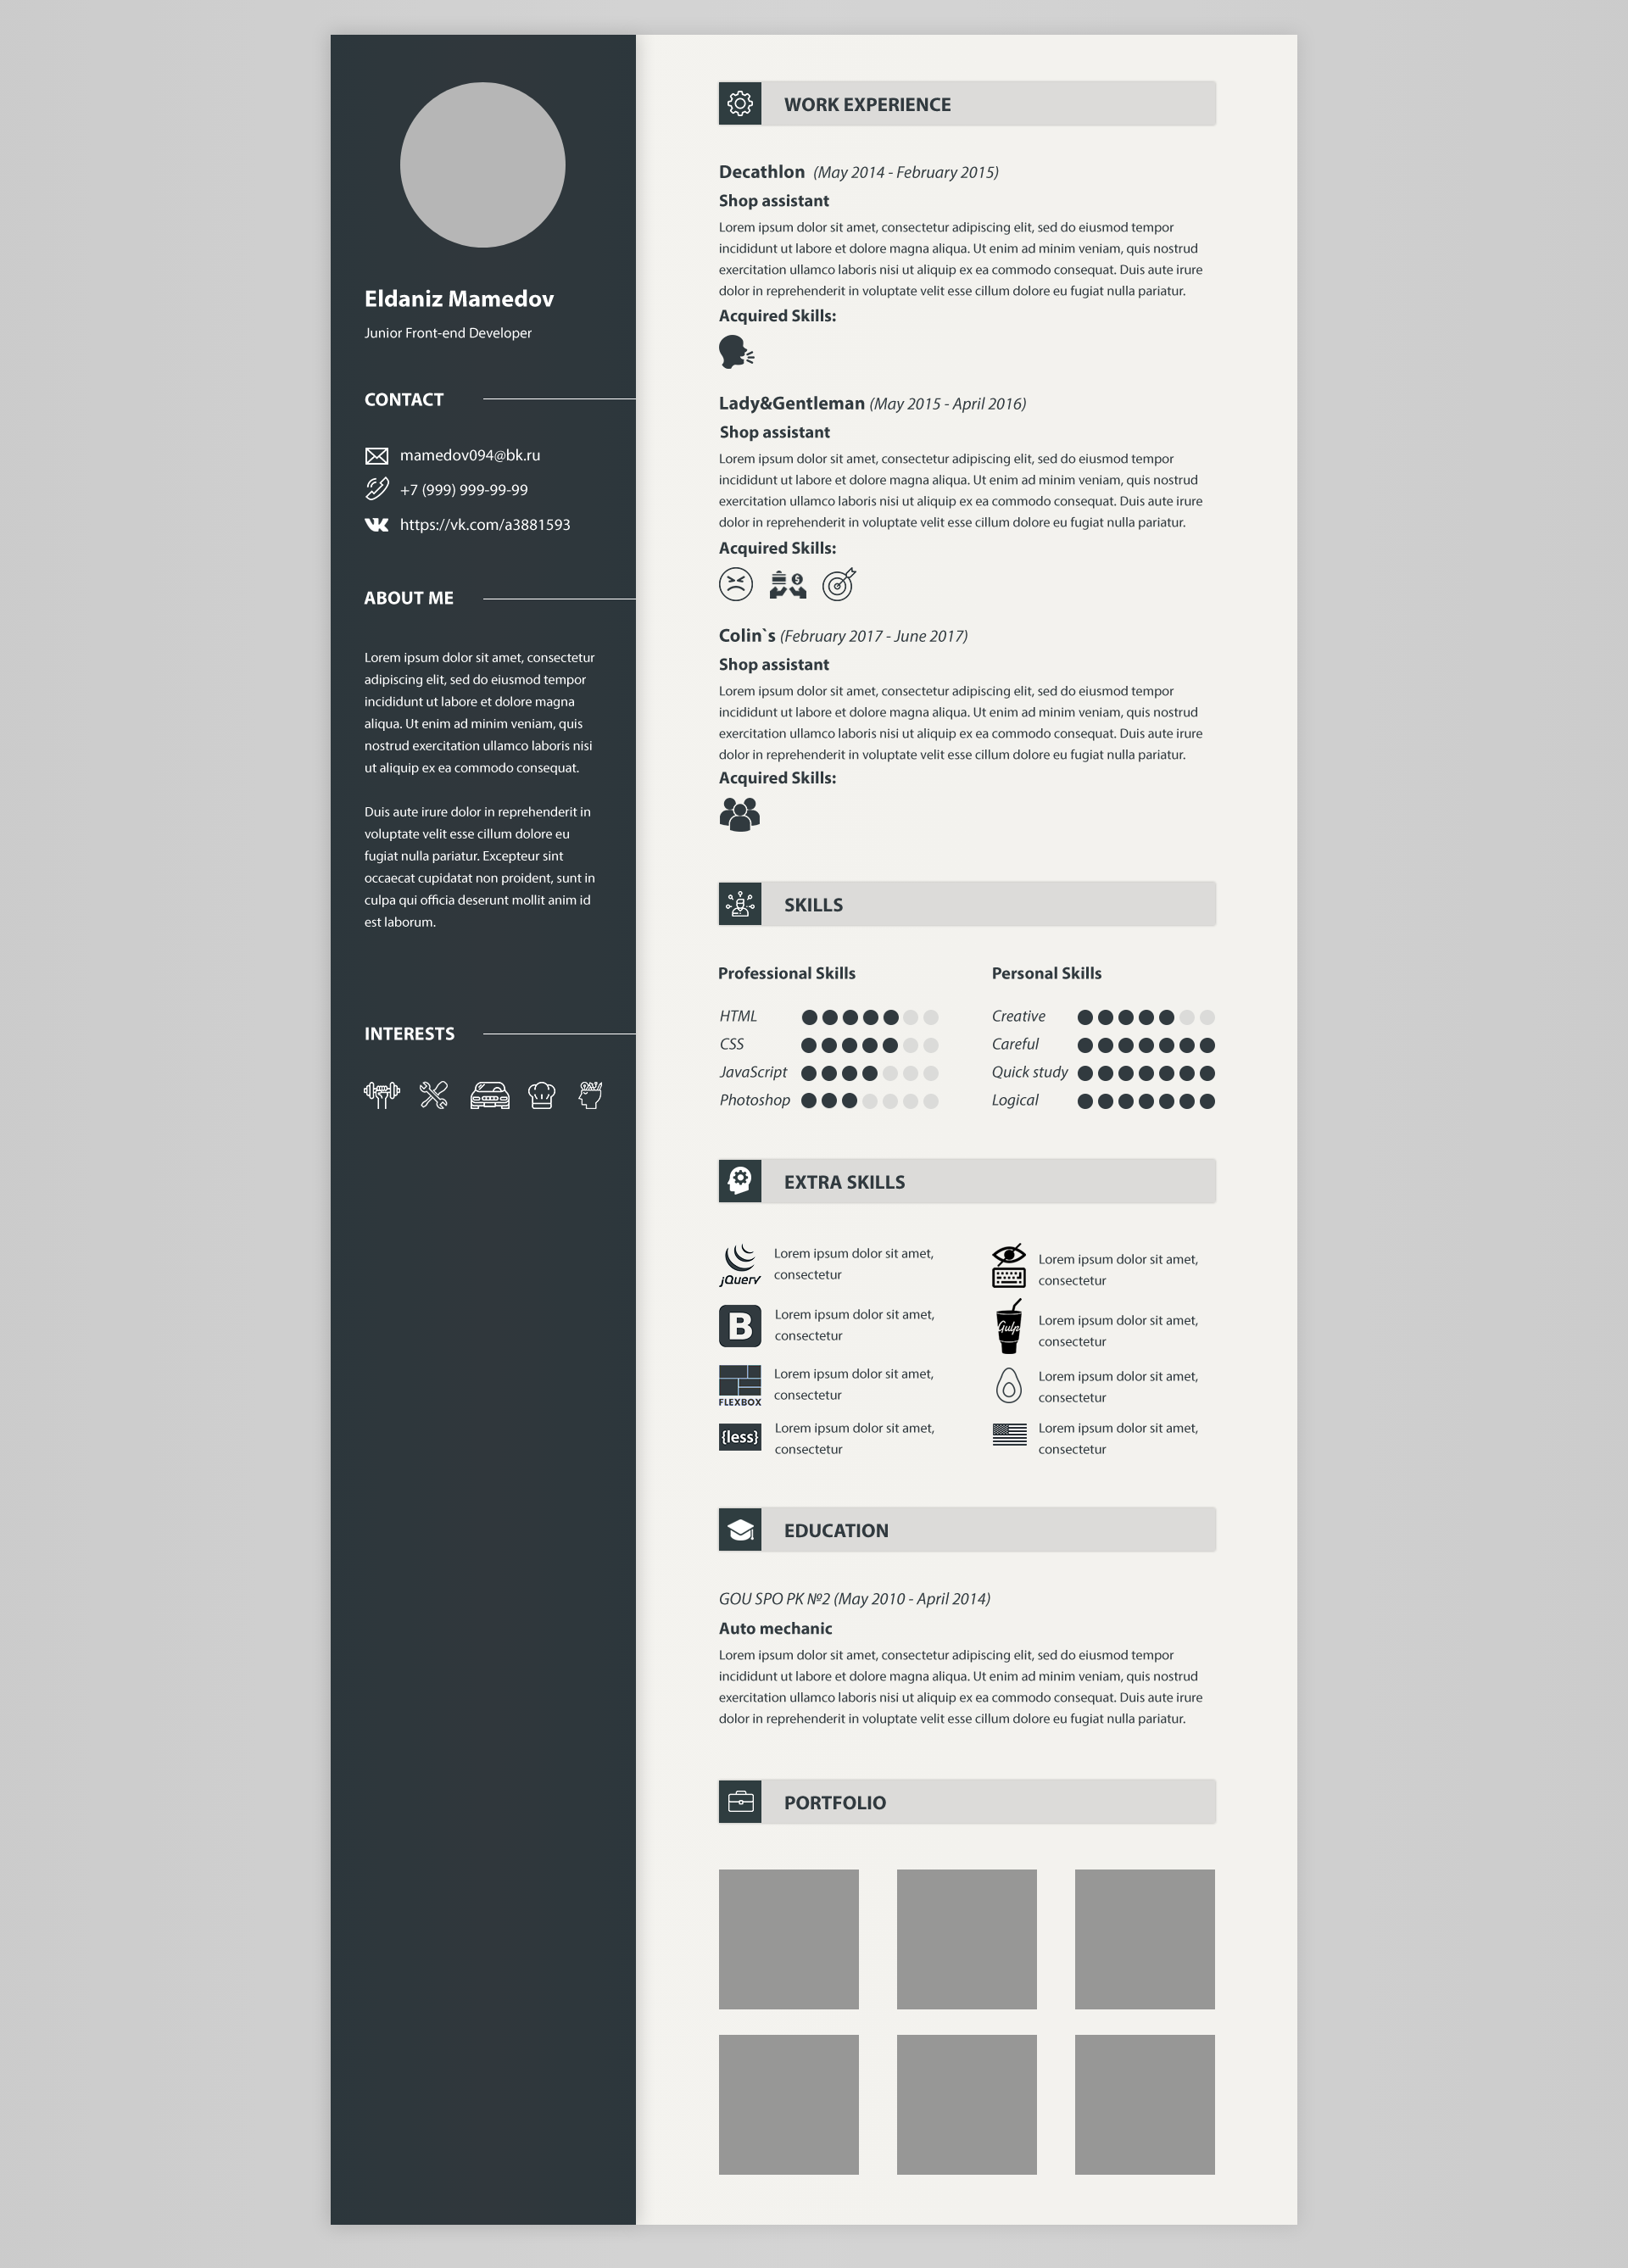 Eldaniz Mamedov
Junior Front-end Developer
CONTACT
mamedov094@bk.ru
+7 (999) 999-99-99
https://vk.com/a3881593
ABOUT ME
Lorem ipsum dolor sit amet, consectetur
adipiscing elit, sed do eiusmod tempor
incididunt ut labore et dolore magna
aliqua. Ut enim ad minim veniam, quis
nostrud exercitation ullamco laboris nisi
ut aliquip ex ea commodo consequat.
Duis aute irure dolor in reprehenderit in
voluptate velit esse cillum dolore eu
fugiat nulla pariatur. Excepteur sint
occaecat cupidatat non proident, sunt in
culpa qui officia deserunt mollit anim id
est laborum.
INTERESTS
WORK EXPERIENCE
Decathlon (May 2014 - February 2015)
Shop assistant
Lorem ipsum dolor sit amet, consectetur adipiscing elit, sed do eiusmod tempor
incididunt ut labore et dolore magna aliqua. Ut enim ad minim veniam, quis nostrud
exercitation ullamco laboris nisi ut aliquip ex ea commodo consequat. Duis aute irure
dolor in reprehenderit in voluptate velit esse cillum dolore eu fugiat nulla pariatur.
Acquired Skills:
Lady&Gentleman (May 2015 - April 2016)
Shop assistant
Lorem ipsum dolor sit amet, consectetur adipiscing elit, sed do eiusmod tempor
incididunt ut labore et dolore magna aliqua. Ut enim ad minim veniam, quis nostrud
exercitation ullamco laboris nisi ut aliquip ex ea commodo consequat. Duis aute irure
dolor in reprehenderit in voluptate velit esse cillum dolore eu fugiat nulla pariatur.
Acquired Skills:
Colin`s (February 2017 - June 2017)
Shop assistant
Lorem ipsum dolor sit amet, consectetur adipiscing elit, sed do eiusmod tempor
incididunt ut labore et dolore magna aliqua. Ut enim ad minim veniam, quis nostrud
exercitation ullamco laboris nisi ut aliquip ex ea commodo consequat. Duis aute irure
dolor in reprehenderit in voluptate velit esse cillum dolore eu fugiat nulla pariatur.
Acquired Skills:
SKILLS
Professional Skills
HTML
CSS
JavaScript
Photoshop
Personal Skills
Creative
Careful
Quick study
Logical
EXTRA SKILLS
jQuery
Lorem ipsum dolor sit amet,
consectetur
B
Lorem ipsum dolor sit amet,
consectetur
FLEXBOX
Lorem ipsum dolor sit amet,
consectetur
{less}
Lorem ipsum dolor sit amet,
consectetur
Lorem ipsum dolor sit amet,
consectetur
Gulp
Lorem ipsum dolor sit amet,
consectetur
Lorem ipsum dolor sit amet,
consectetur
Lorem ipsum dolor sit amet,
consectetur
EDUCATION
GOU SPO PK №2 (May 2010 - April 2014)
Auto mechanic
Lorem ipsum dolor sit amet, consectetur adipiscing elit, sed do eiusmod tempor
incididunt ut labore et dolore magna aliqua. Ut enim ad minim veniam, quis nostrud
exercitation ullamco laboris nisi ut aliquip ex ea commodo consequat. Duis aute irure
dolor in reprehenderit in voluptate velit esse cillum dolore eu fugiat nulla pariatur.
PORTFOLIO